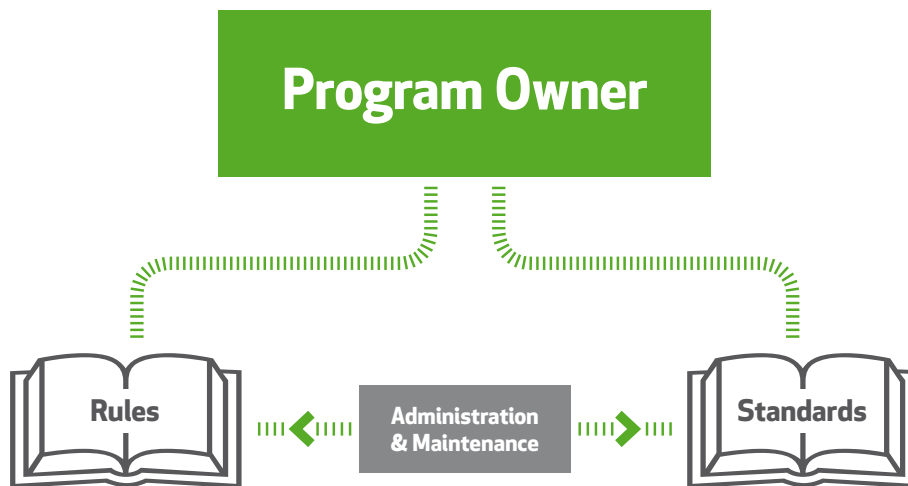 Program Owner
Rules
Administration
& Maintenance
Standards